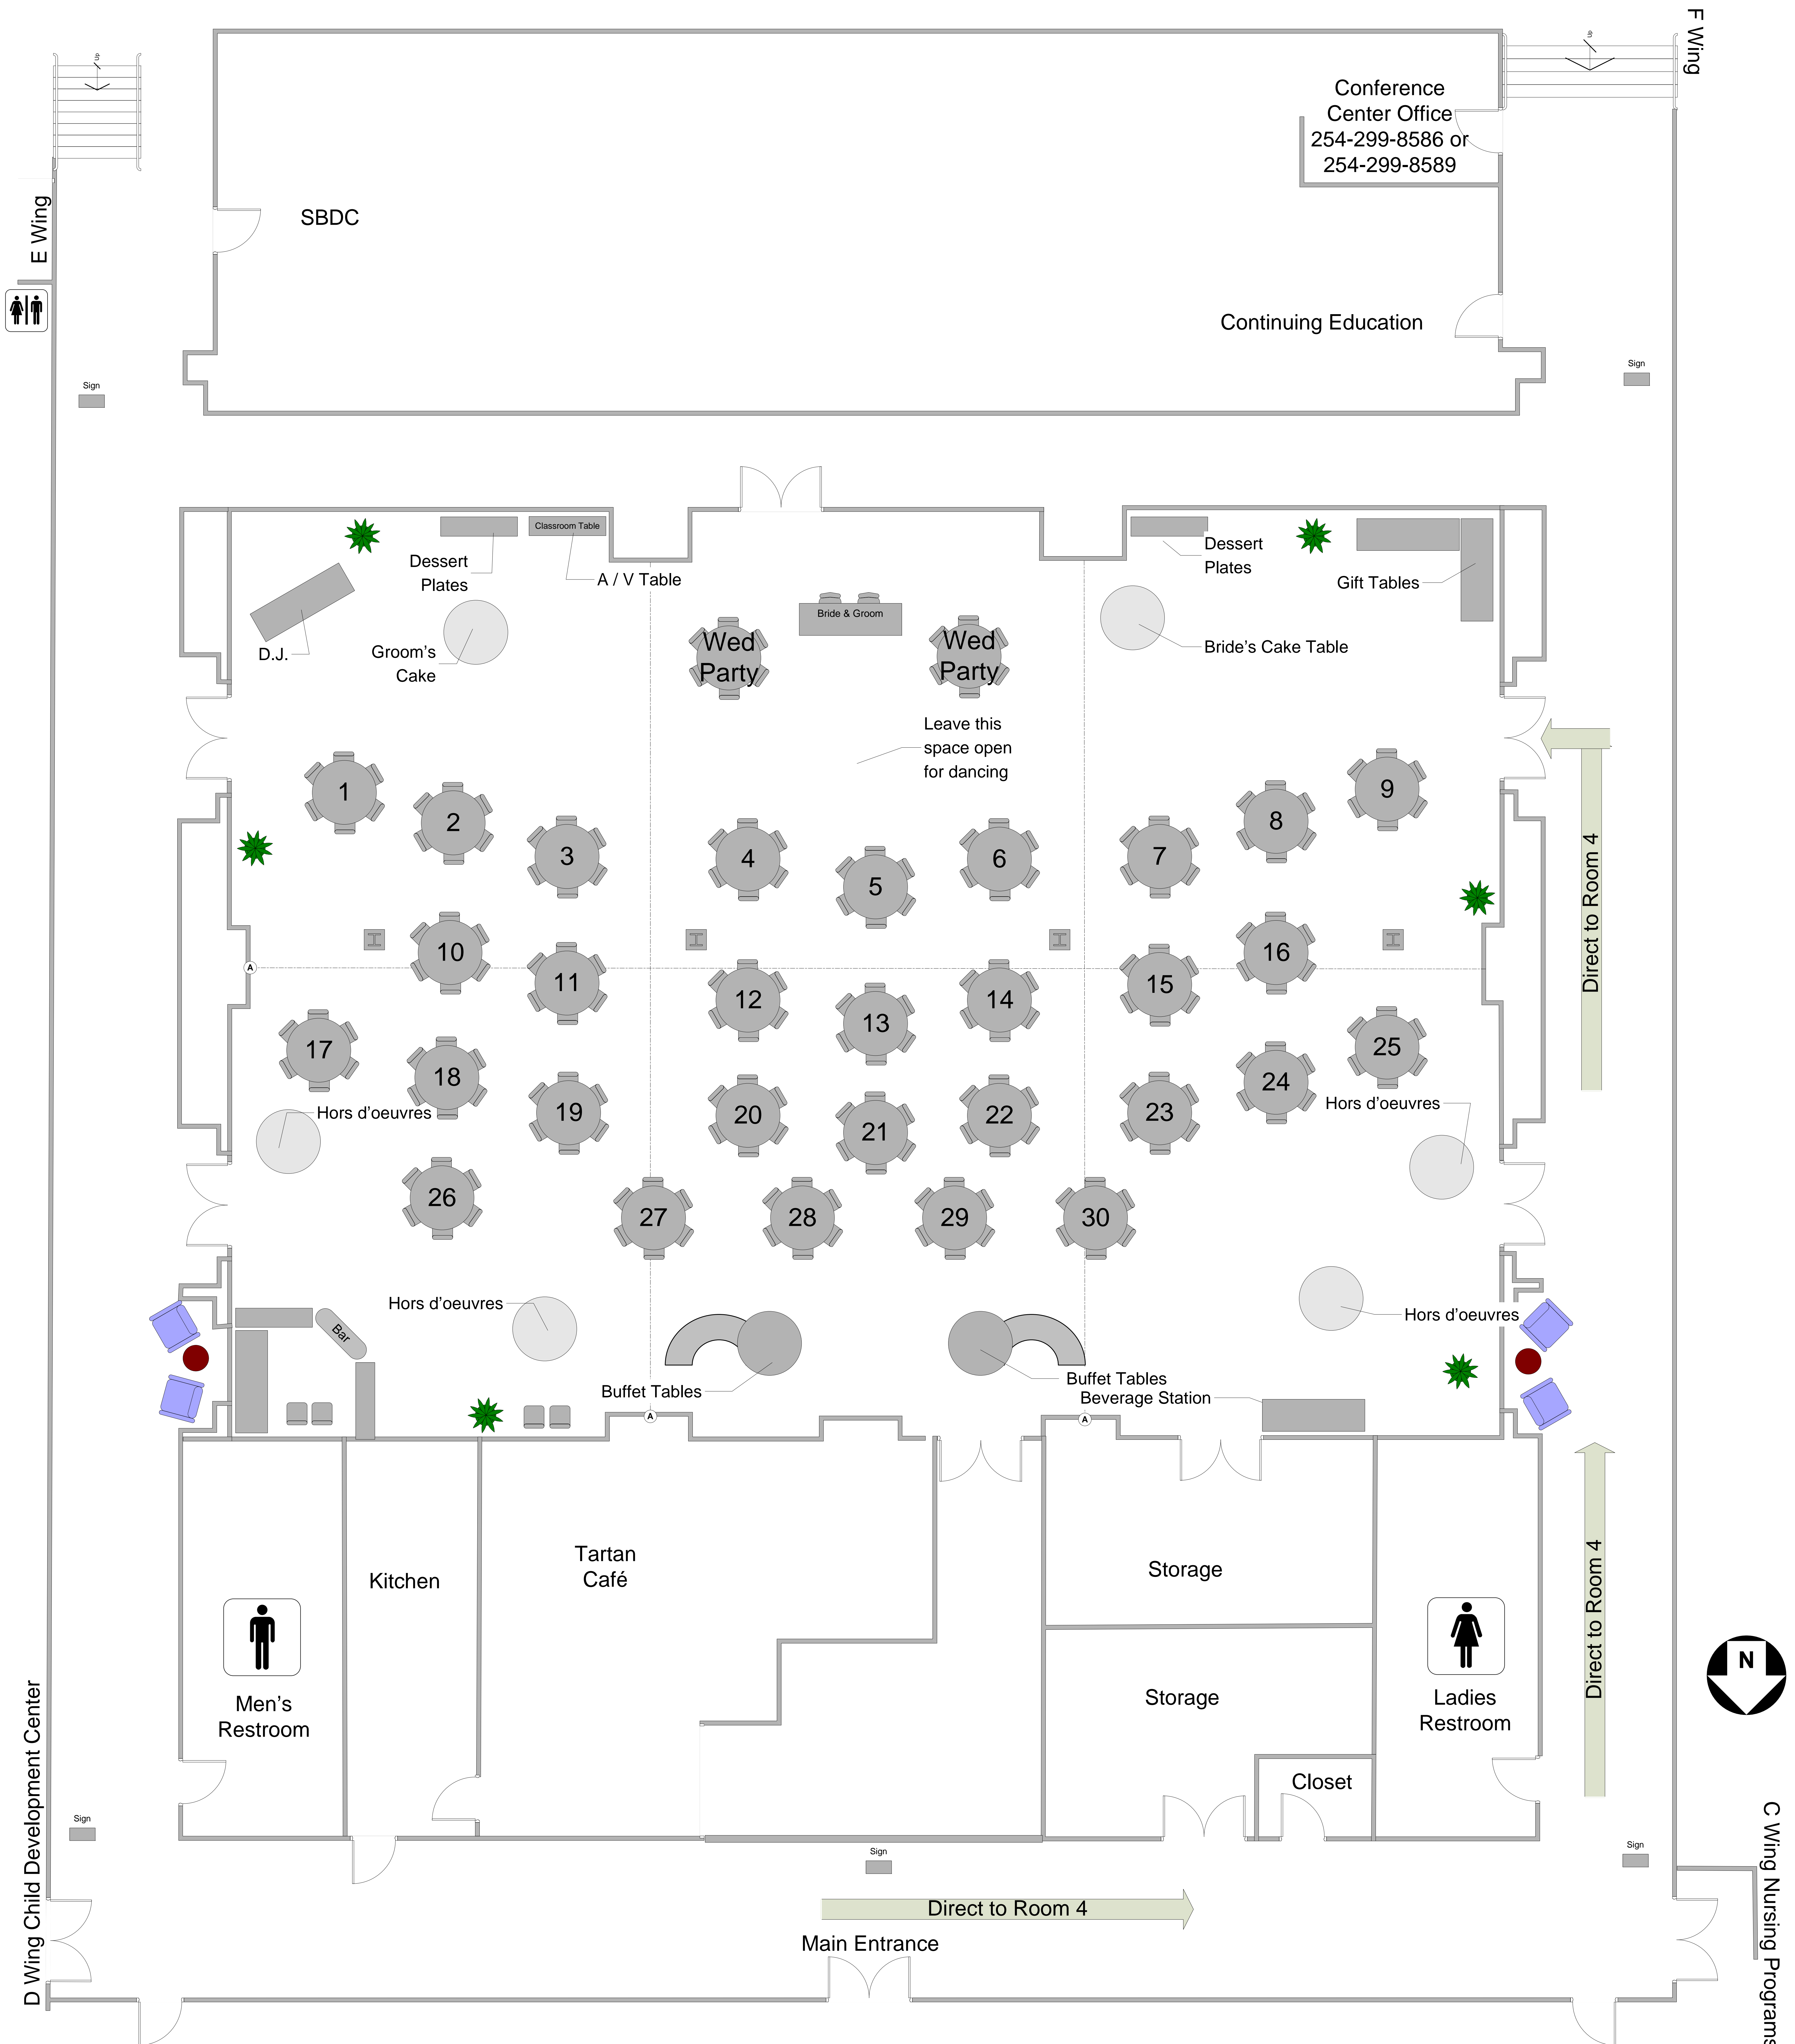 F Wing
Up
Up
Conference
Center Office
254-299-8586 or
254-299-8589
E Wing
SBDC
Continuing Education
Sign
Sign
Classroom Table
Dessert
Plates
A / V Table
Dessert
Plates
Gift Tables
Bride & Groom
D.J.
Groom's
Cake
Wed
Party
Wed
Party
Bride's Cake Table
Leave this
space open
for dancing
1
2
3
4
5
6
7
8
9
Direct to Room 4
10
11
12
13
14
15
16
A
17
18
19
20
21
22
23
24
25
Hors d'oeuvres
Hors d'oeuvres
26
27
28
29
30
Hors d'oeuvres
Hors d'oeuvres
Bar
Buffet Tables
Buffet Tables
Beverage Station
A
A
Kitchen
Tartan
Café
Storage
Direct to Room 4
Men's
Restroom
Storage
Ladies
Restroom
N
Closet
D Wing Child Development Center
C Wing Nursing Programs
Sign
Sign
Sign
Direct to Room 4
Main Entrance